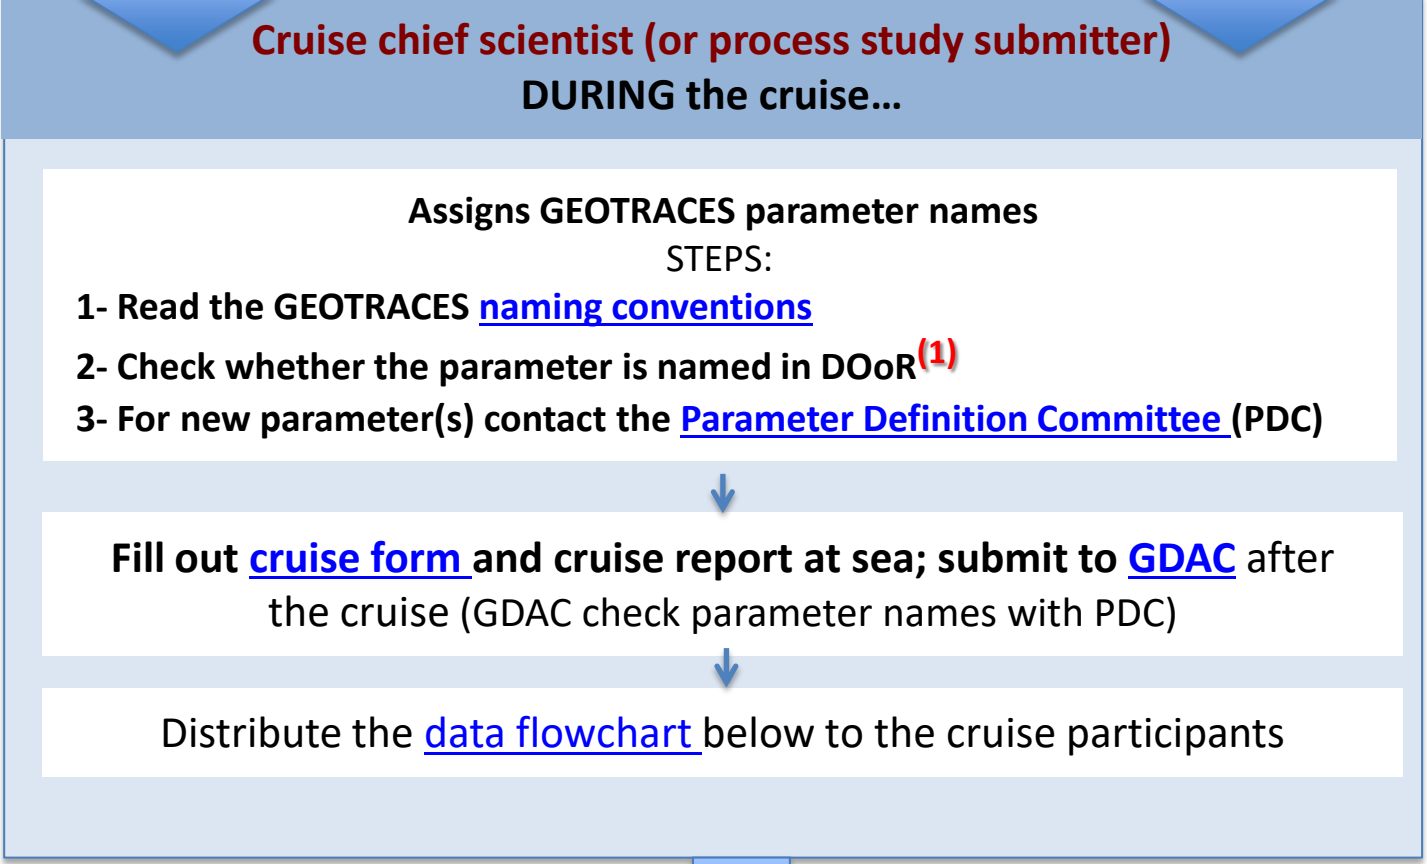 Cruise chief scientist (or process study submitter)
DURING the cruise…
Assigns GEOTRACES parameter names
STEPS:
1- Read the GEOTRACES naming conventions
2- Check whether the parameter is named in DOoR(1)
3- For new parameter(s) contact the Parameter Definition Committee (PDC)
Fill out cruise form and cruise report at sea; submit to GDAC after
the cruise (GDAC check parameter names with PDC)
Distribute the data flowchart below to the cruise participants